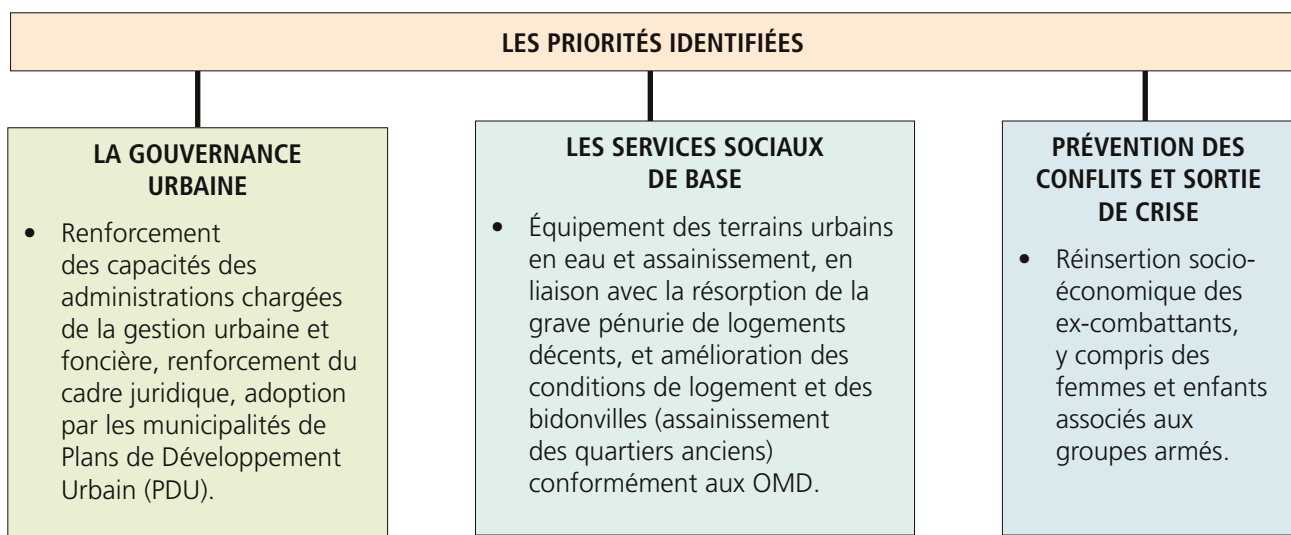 LES PRIORITÉS IDENTIFIÉES
LA GOUVERNANCE
URBAINE
• Renforcement
des capacités des
administrations chargées
de la gestion urbaine et
foncière, renforcement du
cadre juridique, adoption
par les municipalités de
Plans de Développement
Urbain (PDU).
LES SERVICES SOCIAUX
DE BASE
• Équipement des terrains urbains
en eau et assainissement, en
liaison avec la résorption de la
grave pénurie de logements
décents, et amélioration des
conditions de logement et des
bidonvilles (assainissement
des quartiers anciens)
conformément aux OMD.
PRÉVENTION DES
CONFLITS ET SORTIE
DE CRISE
• Réinsertion socio-
économique des
ex-combattants,
y compris des
femmes et enfants
associés aux
groupes armés.